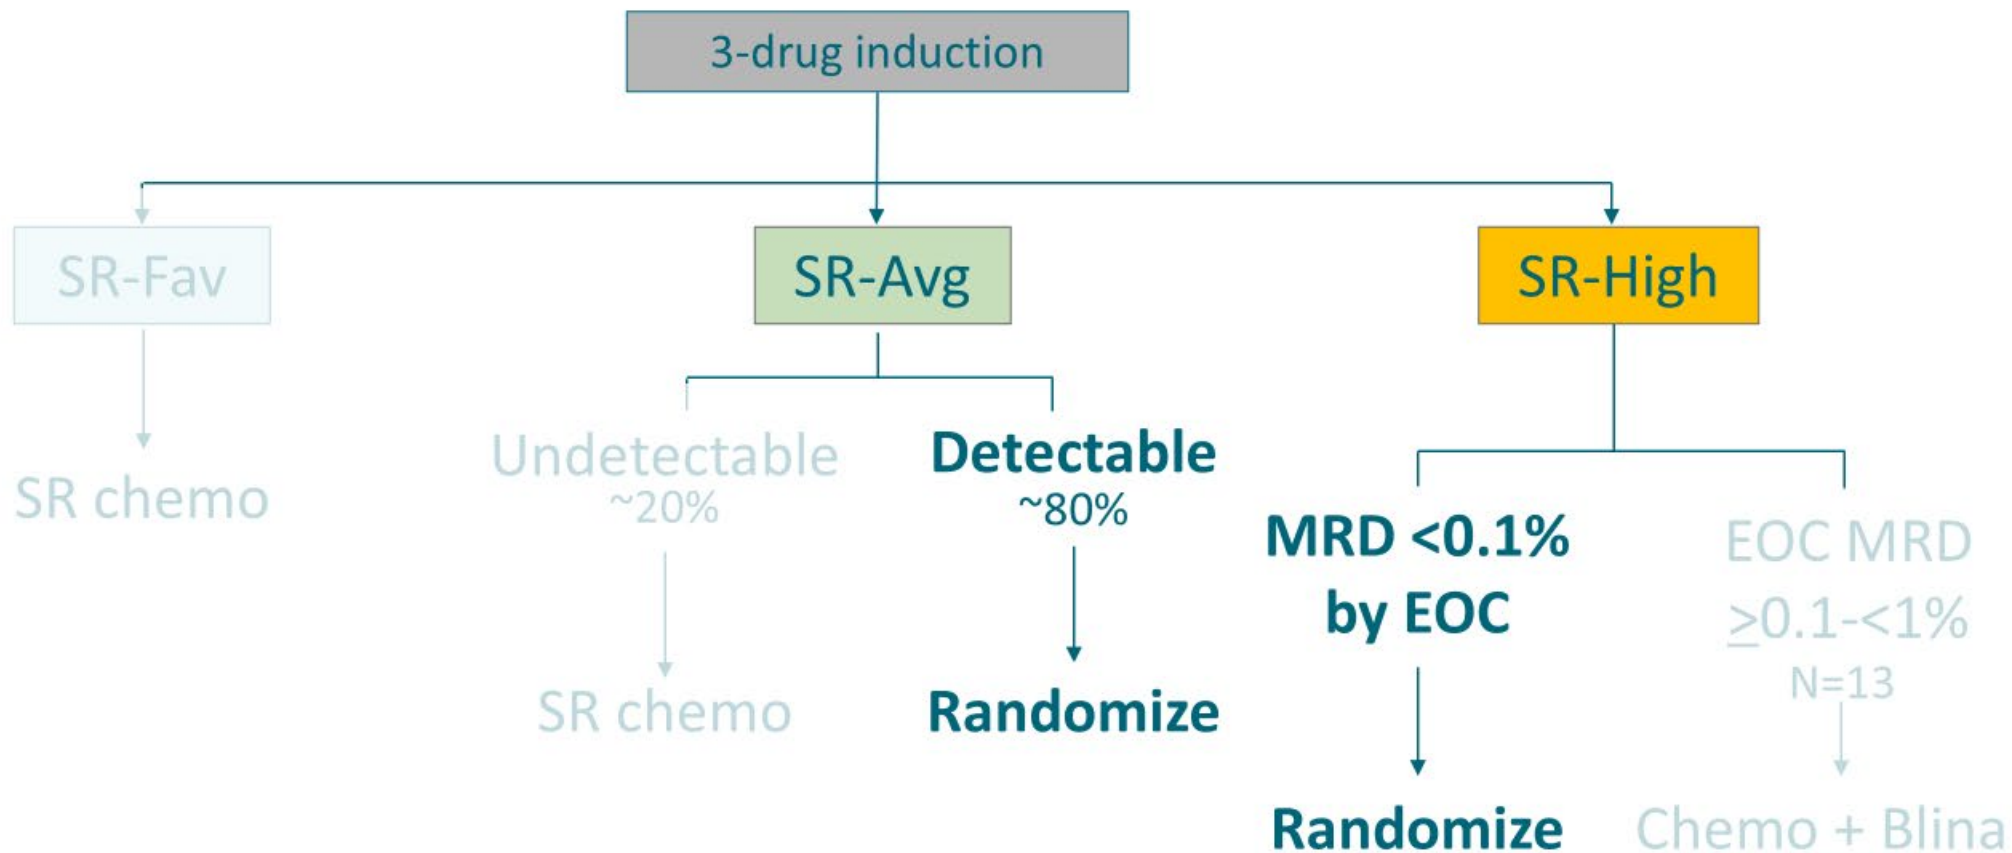 3-drug induction
SR-Fav
SR-Avg
SR-High
SR chemo
Undetectable
~20%
SR chemo
Detectable
~80%
Randomize
MRD <0.1%
by EOC
Randomize
EOC MRD
≥0.1-<1%
N=13
Chemo + Blina